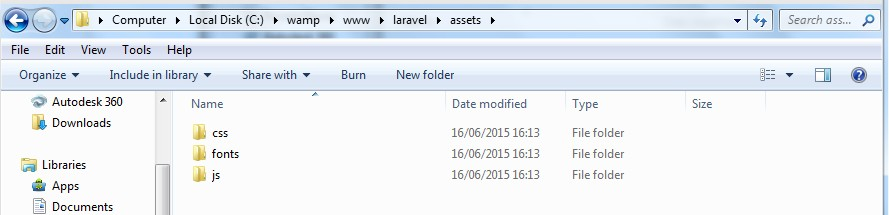 Computer Local Disk (C:) wamp www laravel assets Search ass...
File Edit View Tools Help
Organize Include in library Share with Burn New folder
Autodesk 360
Downloads
Libraries
Apps
Documents
Name Date modified Type Size
css 16/06/2015 16:13 File folder
fonts 16/06/2015 16:13 File folder
js 16/06/2015 16:13 File folder